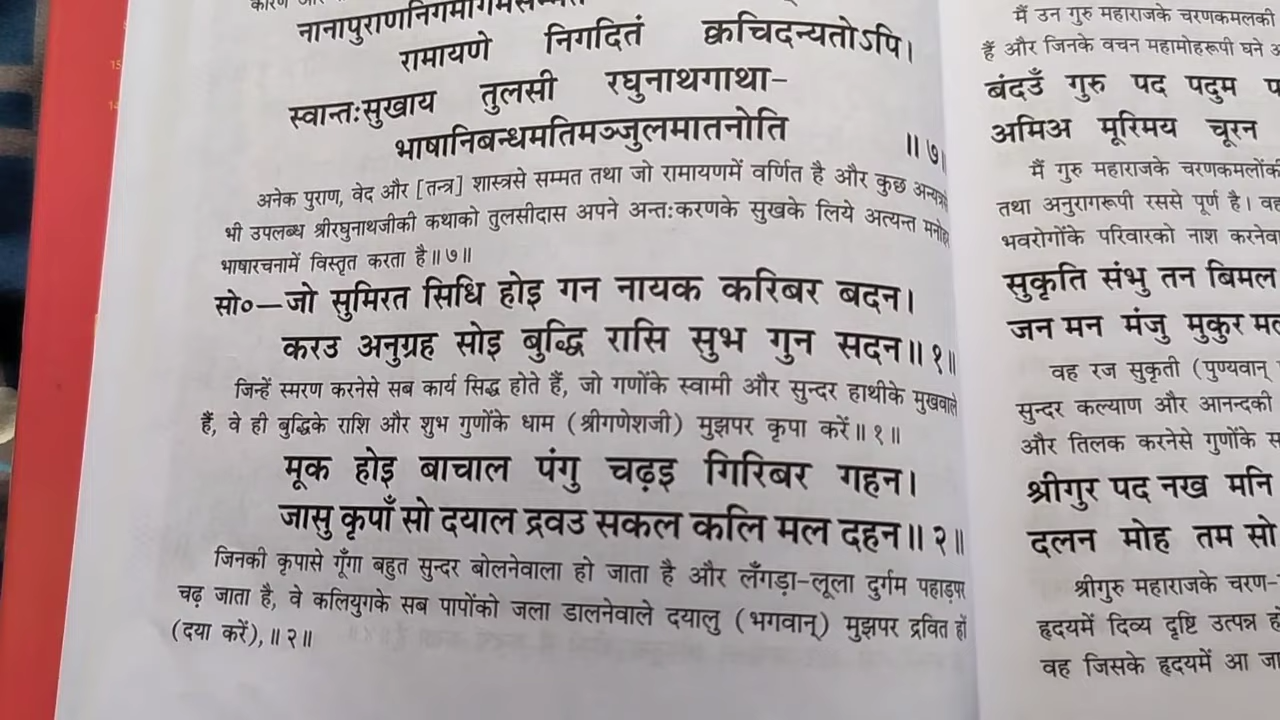 कारण और
नानापुराणनिगमागमसम्मतं
रामायणे निगदितं क्वचिदन्यतोऽपि।
स्वान्तःसुखाय तुलसी रघुनाथगाथा-
भाषानिबन्धमतिमञ्जुलमातनोति ॥७॥
अनेक पुराण, वेद और [तन्त्र] शास्त्रसे सम्मत तथा जो रामायणमें वर्णित है और कुछ अन्यत्रसे
भी उपलब्ध श्रीरघुनाथजीकी कथाको तुलसीदास अपने अन्तःकरणके सुखके लिये अत्यन्त मनोहर
भाषारचनामें विस्तृत करता है॥७॥
सो०—जो सुमिरत सिधि होइ गन नायक करिबर बदन।
करउ अनुग्रह सोइ बुद्धि रासि सुभ गुन सदन॥१॥
जिन्हें स्मरण करनेसे सब कार्य सिद्ध होते हैं, जो गणोंके स्वामी और सुन्दर हाथीके मुखवाले
हैं, वे ही बुद्धिके राशि और शुभ गुणोंके धाम (श्रीगणेशजी) मुझपर कृपा करें॥१॥
मूक होइ बाचाल पंगु चढ़इ गिरिबर गहन।
जासु कृपाँ सो दयाल द्रवउ सकल कलि मल दहन॥२॥
जिनकी कृपासे गूँगा बहुत सुन्दर बोलनेवाला हो जाता है और लँगड़ा-लूला दुर्गम पहाड़पर
चढ़ जाता है, वे कलियुगके सब पापोंको जला डालनेवाले दयालु (भगवान्) मुझपर द्रवित हों
(दया करें),॥२॥
मैं उन गुरु महाराजके चरणकमलकी
हैं और जिनके वचन महामोहरूपी घने
बंदउँ गुरु पद पदुम
अमिअ मूरिमय चूरन
मैं गुरु महाराजके चरणकमलोंकी
तथा अनुरागरूपी रससे पूर्ण है। वह
भवरोगोंके परिवारको नाश करनेवा
सुकृति संभु तन बिमल
जन मन मंजु मुकुर मल
वह रज सुकृती (पुण्यवान्
सुन्दर कल्याण और आनन्दकी
और तिलक करनेसे गुणोंके
श्रीगुर पद नख मनि
दलन मोह तम सो
श्रीगुरु महाराजके चरण-
हृदयमें दिव्य दृष्टि उत्पन्न
वह जिसके हृदयमें आ जा